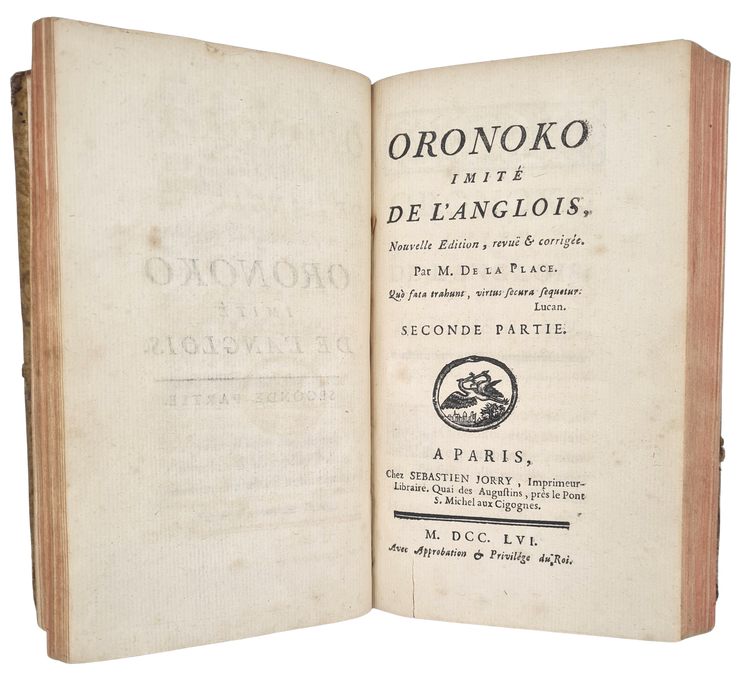 ORONOKO
IMITÉ
DE L'ANGLOIS,
Nouvelle Edition, revuë & corrigée.
Par M. DE LA PLACE.
Quò fata trahunt, virtus ſecura ſequetur:
Lucan.
SECONDE PARTIE.
A PARIS,
Chez SEBASTIEN JORRY, Imprimeur-
Libraire. Quai des Auguſtins, près le Pont
S. Michel aux Cigognes.
M. DCC. LVI.
Avec Approbation & Privilége du Roi.